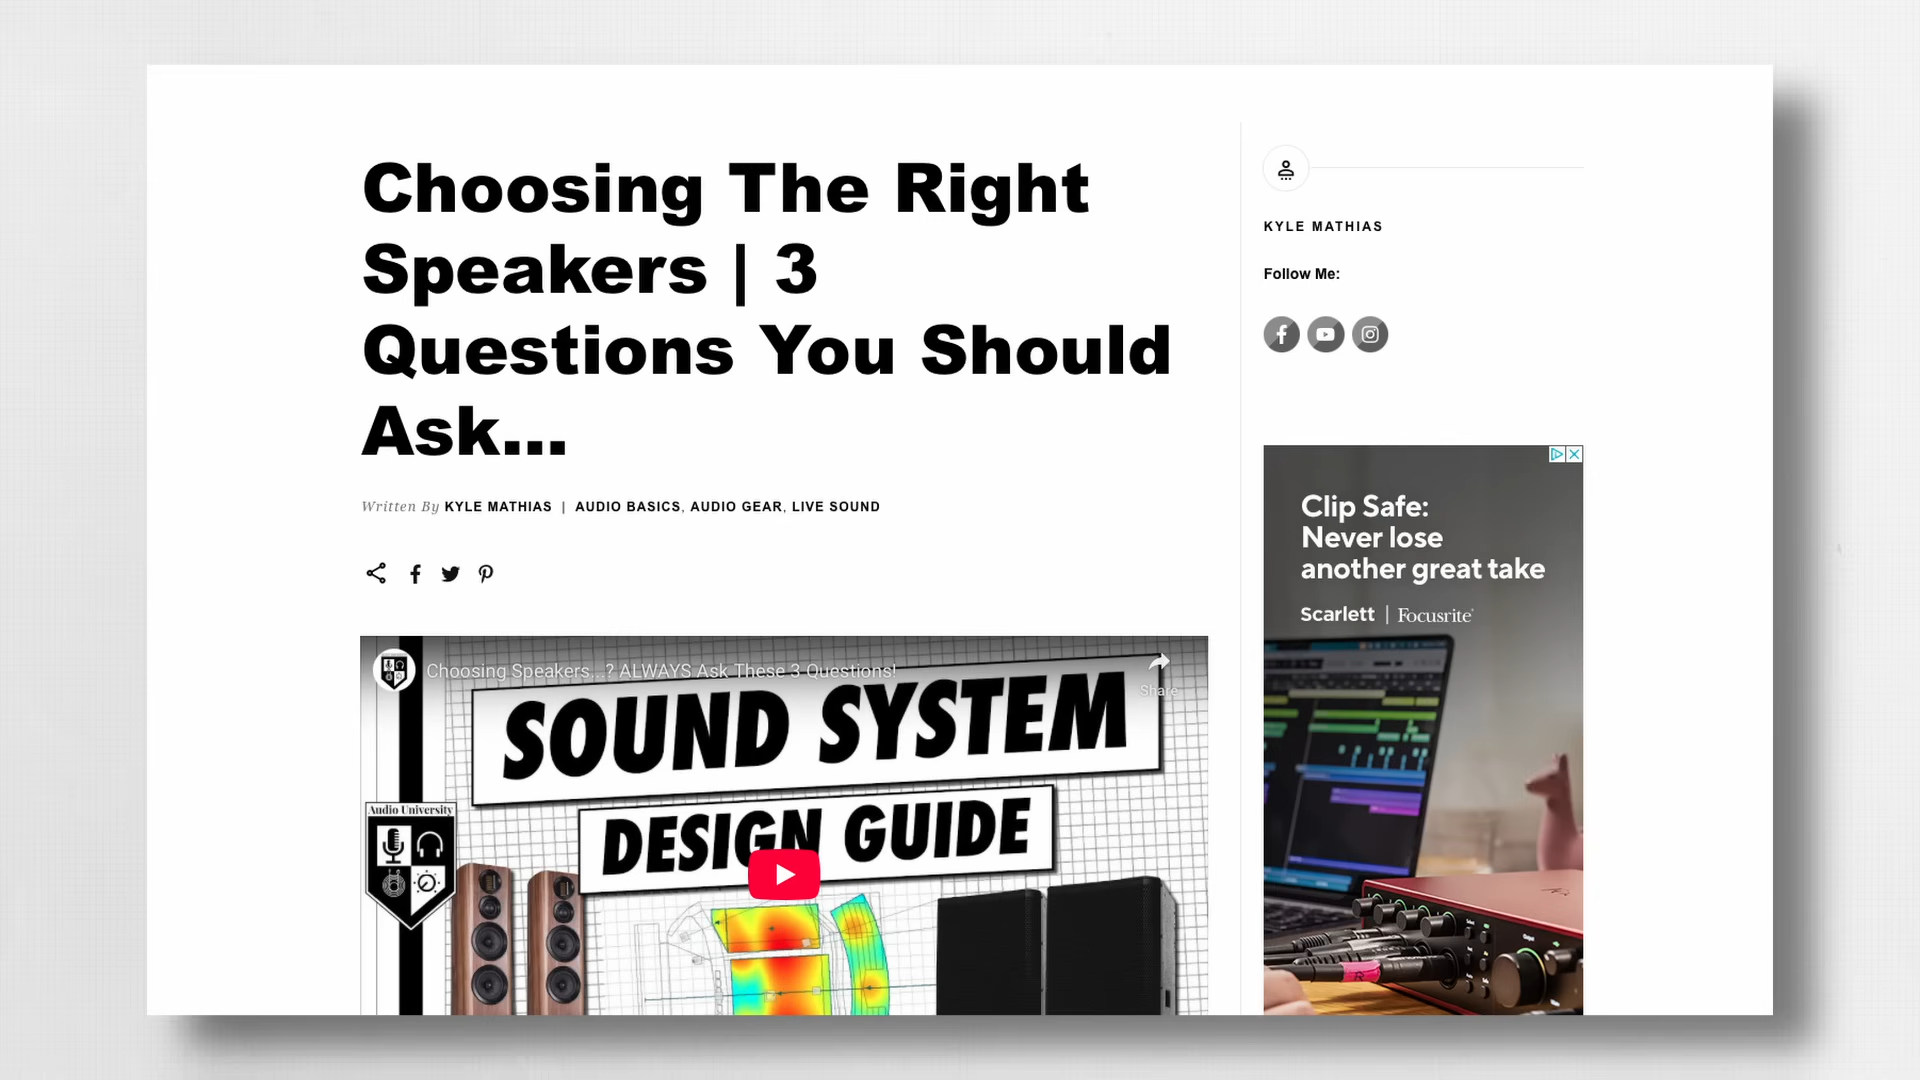 Choosing The Right
Speakers | 3
Questions You Should
Ask...
Written By KYLE MATHIAS | AUDIO BASICS, AUDIO GEAR, LIVE SOUND
Choosing Speakers...? ALWAYS Ask These 3 Questions!
Share
SOUND SYSTEM
DESIGN GUIDE
Audio University
KYLE MATHIAS
Follow Me:
Clip Safe:
Never lose
another great take
Scarlett | Focusrite